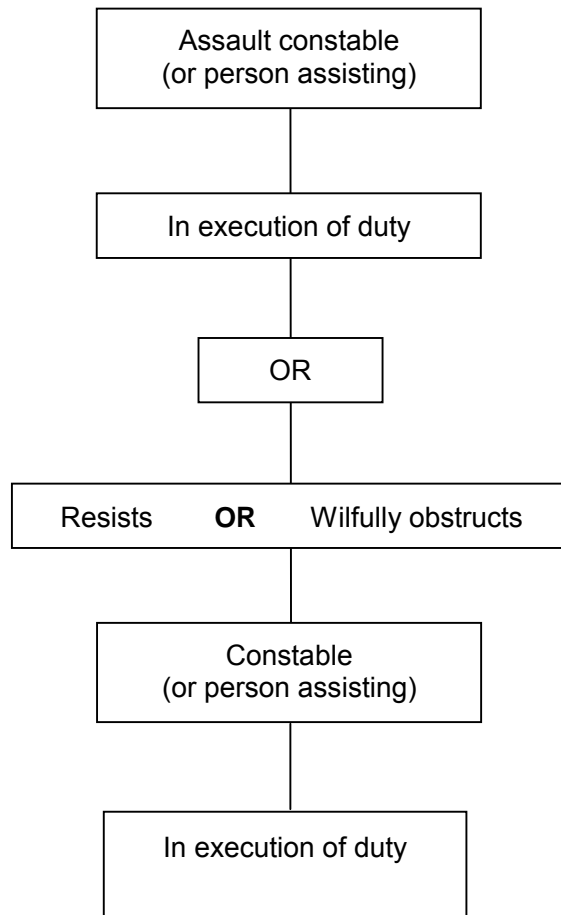 Assault constable
(or person assisting)
In execution of duty
OR
Resists OR Wilfully obstructs
Constable
(or person assisting)
In execution of duty